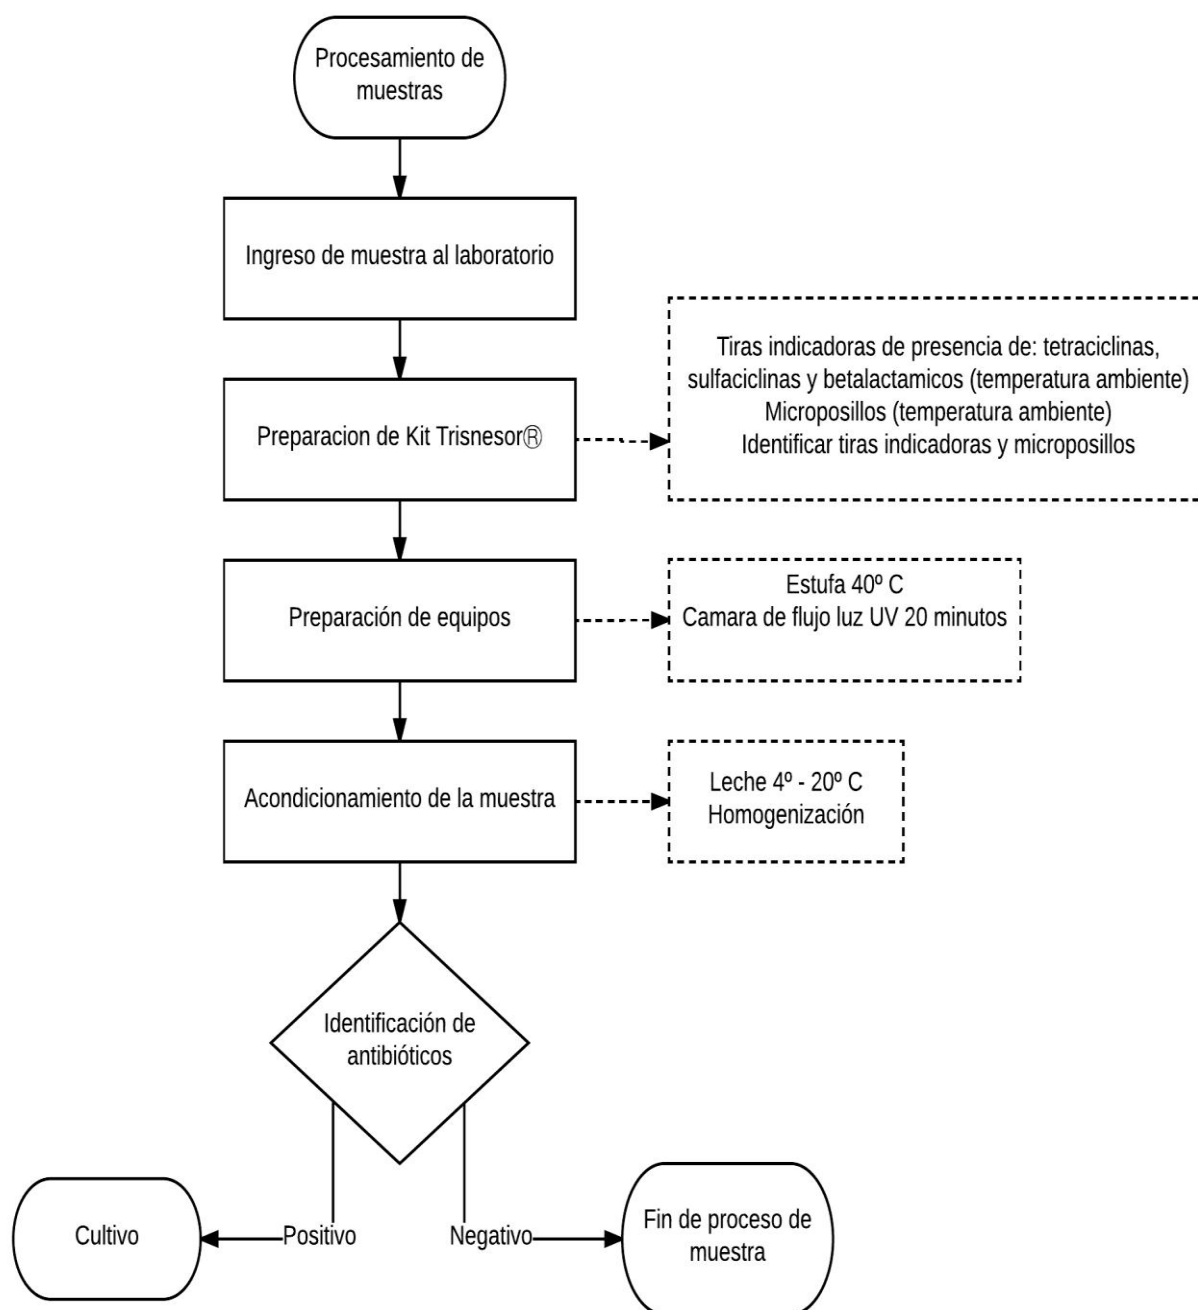 Procesamiento de
muestras
Ingreso de muestra al laboratorio
Preparacion de Kit Trisnesor®
Tiras indicadoras de presencia de: tetraciclinas,
sulfaciclinas y betalactamicos (temperatura ambiente)
Microposillos (temperatura ambiente)
Identificar tiras indicadoras y microposillos
Preparación de equipos
Estufa 40º C
Camara de flujo luz UV 20 minutos
Acondicionamiento de la muestra
Leche 4º - 20º C
Homogenización
Identificación de
antibióticos
Cultivo
Positivo
Negativo
Fin de proceso de
muestra